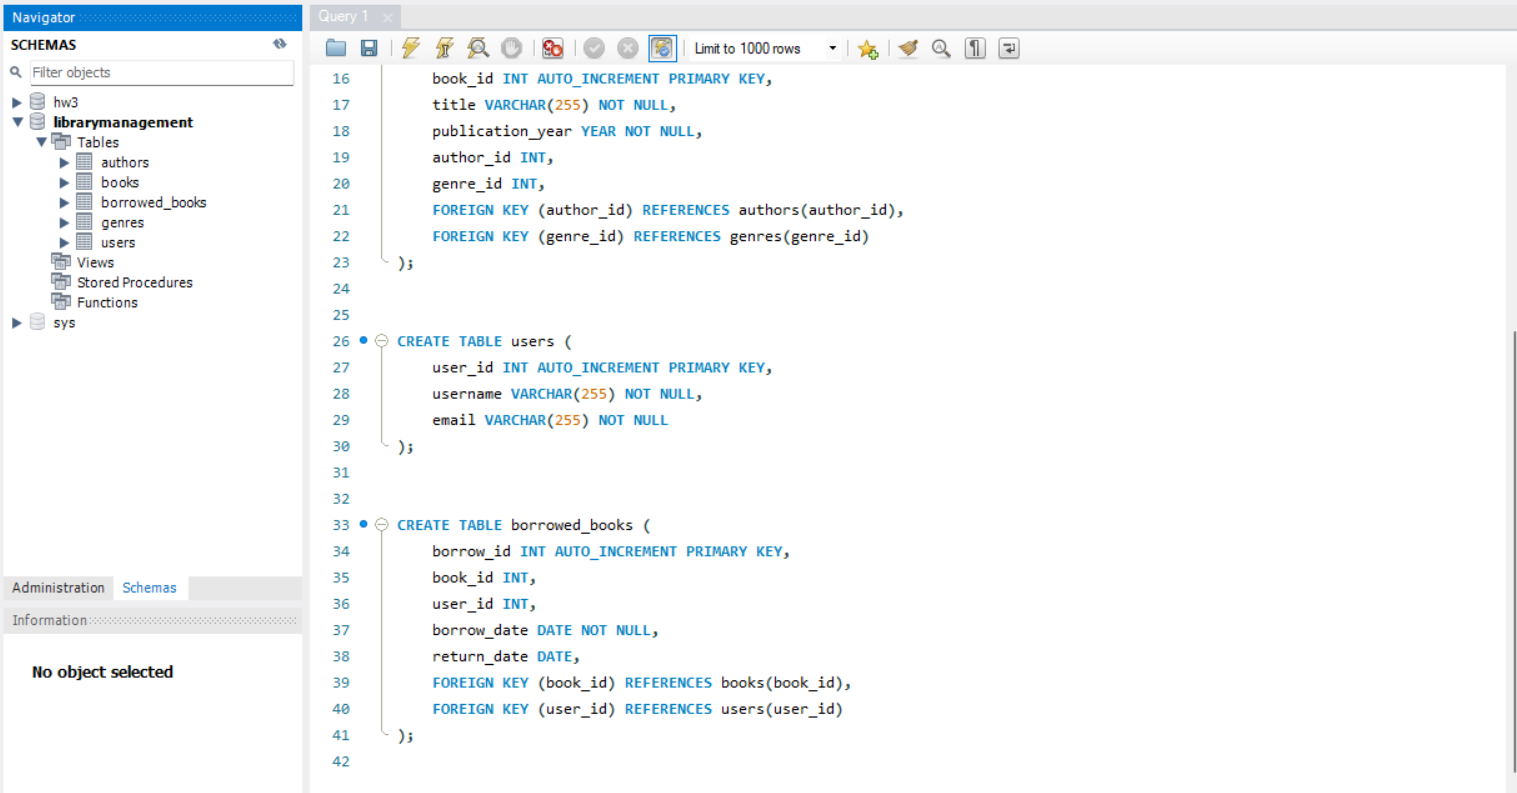 Navigator
SCHEMAS
Filter objects
hw3
librarymanagement
Tables
authors
books
borrowed_books
genres
users
Views
Stored Procedures
Functions
sys
Administration Schemas
Information
No object selected
Query 1
Limit to 1000 rows
16 book_id INT AUTO_INCREMENT PRIMARY KEY,
17 title VARCHAR(255) NOT NULL,
18 publication_year YEAR NOT NULL,
19 author_id INT,
20 genre_id INT,
21 FOREIGN KEY (author_id) REFERENCES authors(author_id),
22 FOREIGN KEY (genre_id) REFERENCES genres(genre_id)
23 );
24
25
26 CREATE TABLE users (
27 user_id INT AUTO_INCREMENT PRIMARY KEY,
28 username VARCHAR(255) NOT NULL,
29 email VARCHAR(255) NOT NULL
30 );
31
32
33 CREATE TABLE borrowed_books (
34 borrow_id INT AUTO_INCREMENT PRIMARY KEY,
35 book_id INT,
36 user_id INT,
37 borrow_date DATE NOT NULL,
38 return_date DATE,
39 FOREIGN KEY (book_id) REFERENCES books(book_id),
40 FOREIGN KEY (user_id) REFERENCES users(user_id)
41 );
42